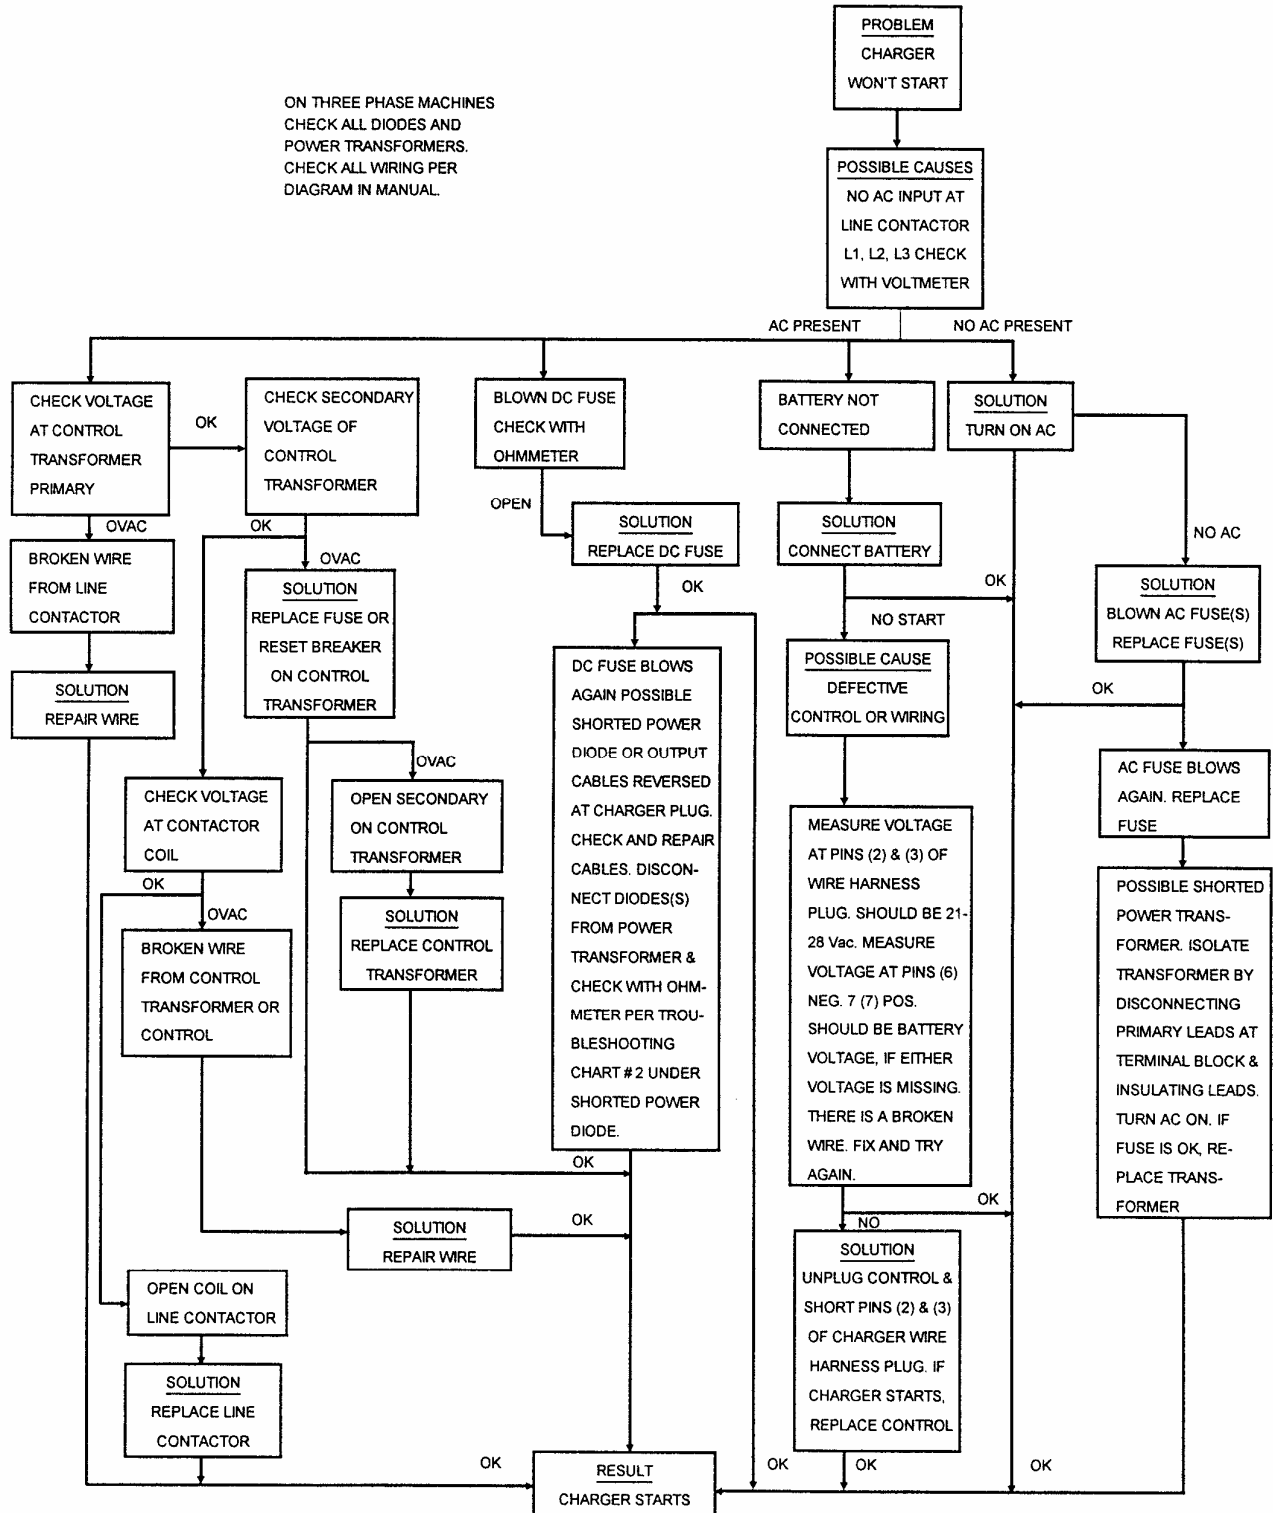 PROBLEM
CHARGER
WON'T START
ON THREE PHASE MACHINES
CHECK ALL DIODES AND
POWER TRANSFORMERS.
CHECK ALL WIRING PER
DIAGRAM IN MANUAL.
POSSIBLE CAUSES
NO AC INPUT AT
LINE CONTACTOR
L1, L2, L3 CHECK
WITH VOLTMETER
AC PRESENT
NO AC PRESENT
CHECK VOLTAGE
AT CONTROL
TRANSFORMER
PRIMARY
OK
CHECK SECONDARY
VOLTAGE OF
CONTROL
TRANSFORMER
BLOWN DC FUSE
CHECK WITH
OHMMETER
BATTERY NOT
CONNECTED
SOLUTION
TURN ON AC
OVAC
OK
OVAC
OPEN
NO AC
BROKEN WIRE
FROM LINE
CONTACTOR
SOLUTION
REPAIR WIRE
SOLUTION
REPLACE FUSE OR
RESET BREAKER
ON CONTROL
TRANSFORMER
SOLUTION
REPLACE DC FUSE
OK
SOLUTION
CONNECT BATTERY
OK
NO START
SOLUTION
BLOWN AC FUSE(S)
REPLACE FUSE(S)
OK
DC FUSE BLOWS
AGAIN POSSIBLE
SHORTED POWER
DIODE OR OUTPUT
CABLES REVERSED
AT CHARGER PLUG.
CHECK AND REPAIR
CABLES. DISCON-
NECT DIODES(S)
FROM POWER
TRANSFORMER &
CHECK WITH OHM-
METER PER TROU-
BLESHOOTING
CHART # 2 UNDER
SHORTED POWER
DIODE.
POSSIBLE CAUSE
DEFECTIVE
CONTROL OR WIRING
AC FUSE BLOWS
AGAIN. REPLACE
FUSE
OVAC
CHECK VOLTAGE
AT CONTACTOR
COIL
OPEN SECONDARY
ON CONTROL
TRANSFORMER
MEASURE VOLTAGE
AT PINS (2) & (3) OF
WIRE HARNESS
PLUG. SHOULD BE 21-
28 Vac. MEASURE
VOLTAGE AT PINS (6)
NEG. 7 (7) POS.
SHOULD BE BATTERY
VOLTAGE, IF EITHER
VOLTAGE IS MISSING.
THERE IS A BROKEN
WIRE. FIX AND TRY
AGAIN.
POSSIBLE SHORTED
POWER TRANS-
FORMER. ISOLATE
TRANSFORMER BY
DISCONNECTING
PRIMARY LEADS AT
TERMINAL BLOCK &
INSULATING LEADS.
TURN AC ON. IF
FUSE IS OK, RE-
PLACE TRANS-
FORMER
OK
OVAC
BROKEN WIRE
FROM CONTROL
TRANSFORMER OR
CONTROL
SOLUTION
REPLACE CONTROL
TRANSFORMER
OK
OK
NO
SOLUTION
REPAIR WIRE
OK
SOLUTION
UNPLUG CONTROL &
SHORT PINS (2) & (3)
OF CHARGER WIRE
HARNESS PLUG. IF
CHARGER STARTS,
REPLACE CONTROL
OPEN COIL ON
LINE CONTACTOR
SOLUTION
REPLACE LINE
CONTACTOR
OK
RESULT
CHARGER STARTS
OK
OK
OK